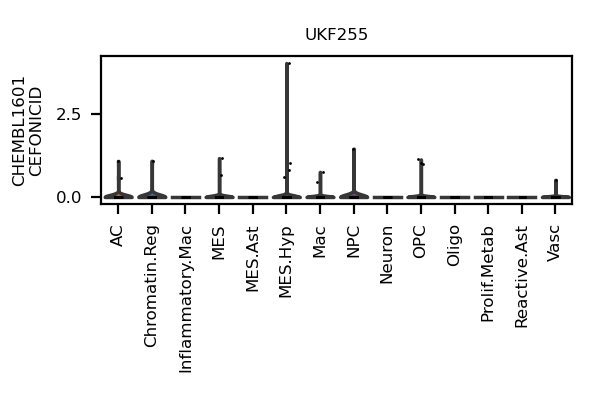 UKF255
CHEMBL1601
CEFONICID
2.5
0.0
AC
Chromatin.Reg
Inflammatory.Mac
MES
MES.Ast
MES.Hyp
Mac
NPC
Neuron
OPC
Oligo
Prolif.Metab
Reactive.Ast
Vasc